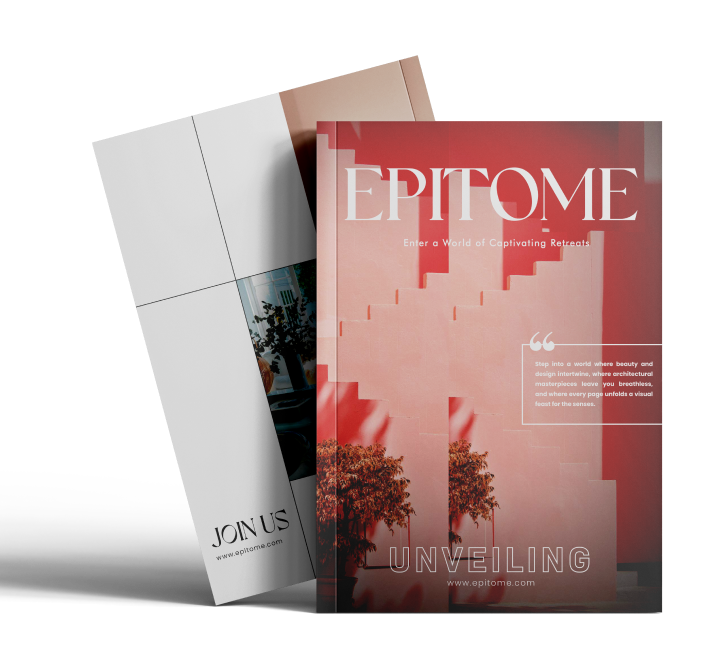 EPITOME
Enter a World of Captivating Retreats
“
Step into a world where beauty and
design intertwine, where architectural
masterpieces leave you breathless,
and where every page unfolds a visual
feast for the senses.
UNVEILING
www.epitome.com
JOIN US
www.epitome.com